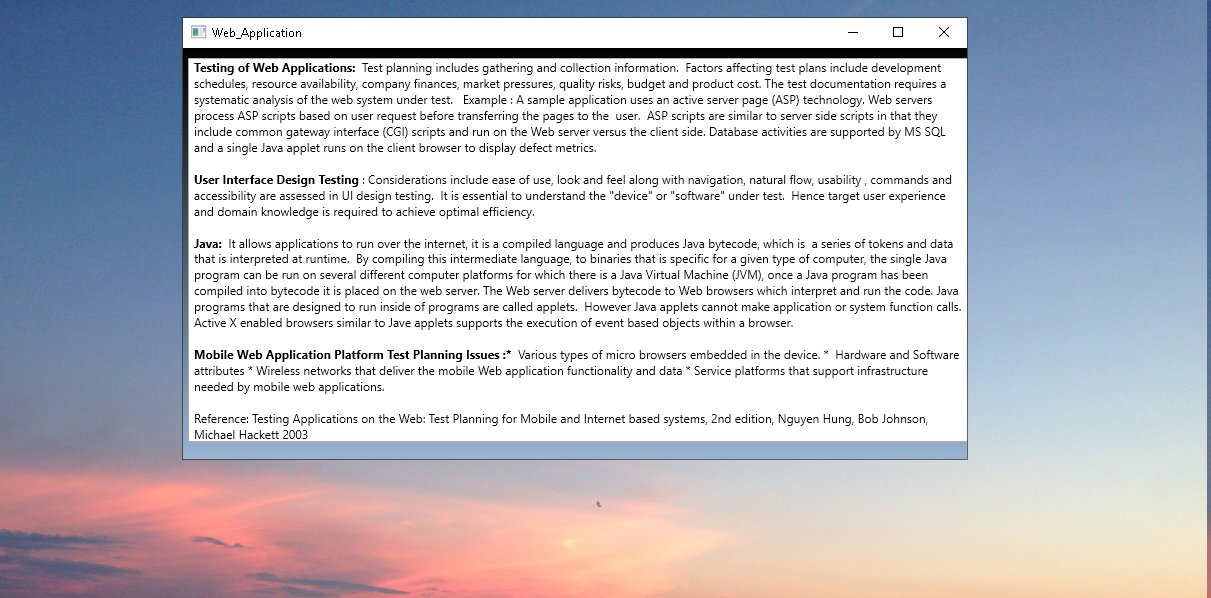 Web_Application
Testing of Web Applications: Test planning includes gathering and collection information. Factors affecting test plans include development
schedules, resource availability, company finances, market pressures, quality risks, budget and product cost. The test documentation requires a
systematic analysis of the web system under test. Example : A sample application uses an active server page (ASP) technology. Web servers
process ASP scripts based on user request before transferring the pages to the user. ASP scripts are similar to server side scripts in that they
include common gateway interface (CGI) scripts and run on the Web server versus the client side. Database activities are supported by MS SQL
and a single Java applet runs on the client browser to display defect metrics.
User Interface Design Testing : Considerations include ease of use, look and feel along with navigation, natural flow, usability , commands and
accessibility are assessed in UI design testing. It is essential to understand the "device" or "software" under test. Hence target user experience
and domain knowledge is required to achieve optimal efficiency.
Java: It allows applications to run over the internet, it is a compiled language and produces Java bytecode, which is a series of tokens and data
that is interpreted at runtime. By compiling this intermediate language, to binaries that is specific for a given type of computer, the single Java
program can be run on several different computer platforms for which there is a Java Virtual Machine (JVM), once a Java program has been
compiled into bytecode it is placed on the web server. The Web server delivers bytecode to Web browsers which interpret and run the code. Java
programs that are designed to run inside of programs are called applets. However Java applets cannot make application or system function calls.
Active X enabled browsers similar to Jave applets supports the execution of event based objects within a browser.
Mobile Web Application Platform Test Planning Issues :* Various types of micro browsers embedded in the device. * Hardware and Software
attributes * Wireless networks that deliver the mobile Web application functionality and data * Service platforms that support infrastructure
needed by mobile web applications.
Reference: Testing Applications on the Web: Test Planning for Mobile and Internet based systems, 2nd edition, Nguyen Hung, Bob Johnson,
Michael Hackett 2003